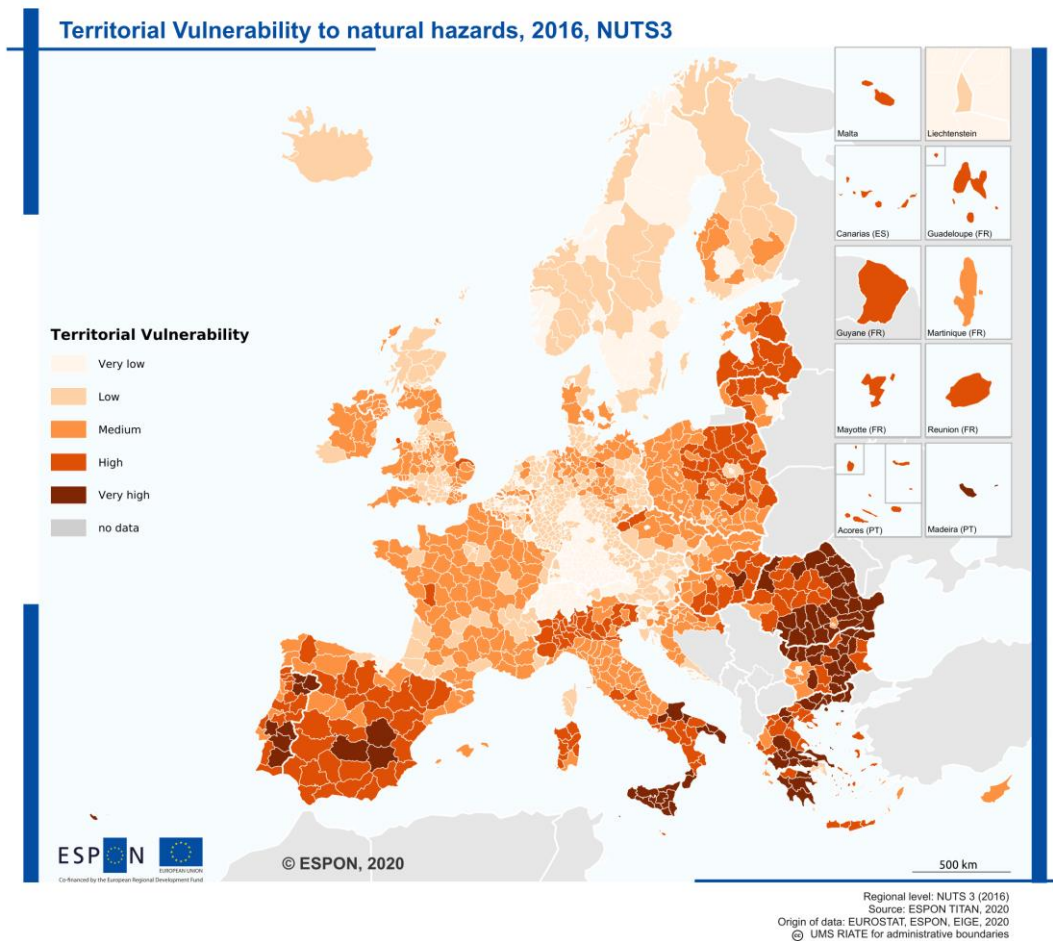 Territorial Vulnerability to natural hazards, 2016, NUTS3
Malta
Liechtenstein
Canarias (ES)
Guadeloupe (FR)
Guyane (FR)
Martinique (FR)
Mayotte (FR)
Reunion (FR)
Acores (PT)
Madeira (PT)
Territorial Vulnerability
Very low
Low
Medium
High
Very high
no data
ESPON
EUROPEAN UNION
Co-financed by the European Regional Development Fund
© ESPON, 2020
500 km
Regional level: NUTS 3 (2016)
Source: ESPON TITAN, 2020
Origin of data: EUROSTAT, ESPON, EIGE, 2020
cc UMS RIATE for administrative boundaries